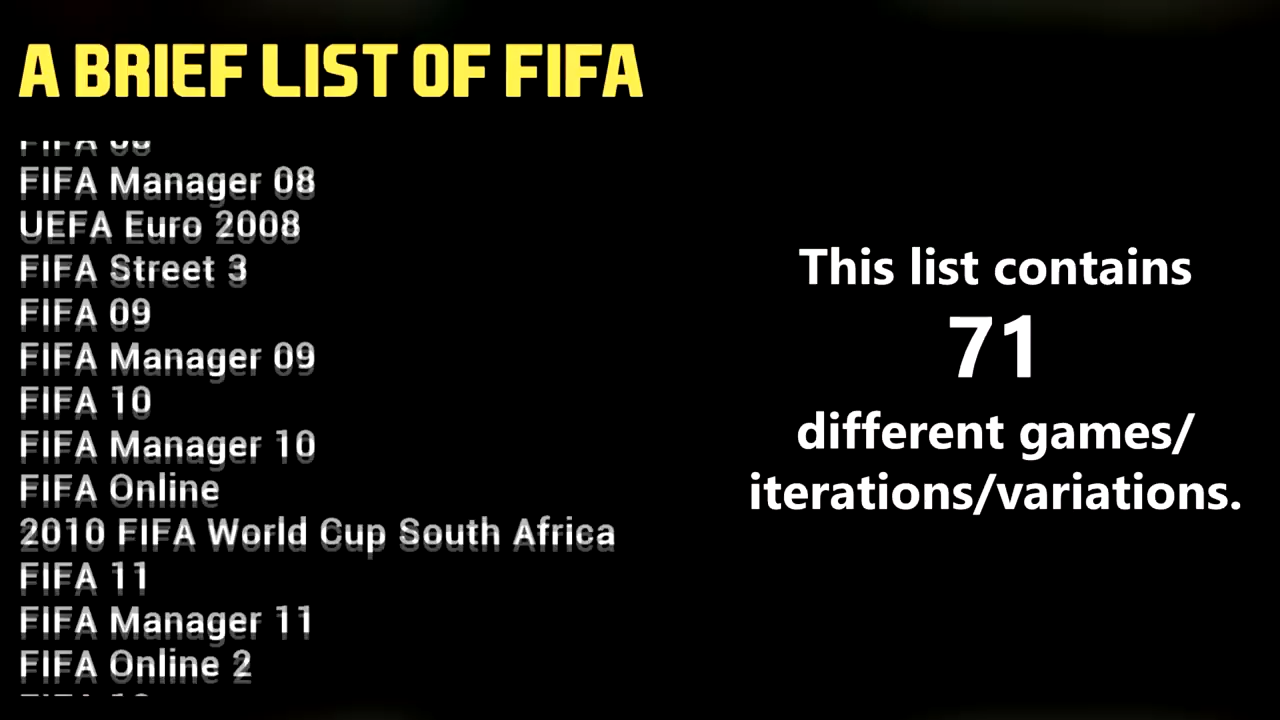 A BRIEF LIST OF FIFA
FIFA 08
FIFA Manager 08
UEFA Euro 2008
FIFA Street 3
FIFA 09
FIFA Manager 09
FIFA 10
FIFA Manager 10
FIFA Online
2010 FIFA World Cup South Africa
FIFA 11
FIFA Manager 11
FIFA Online 2
This list contains
71
different games/
iterations/variations.